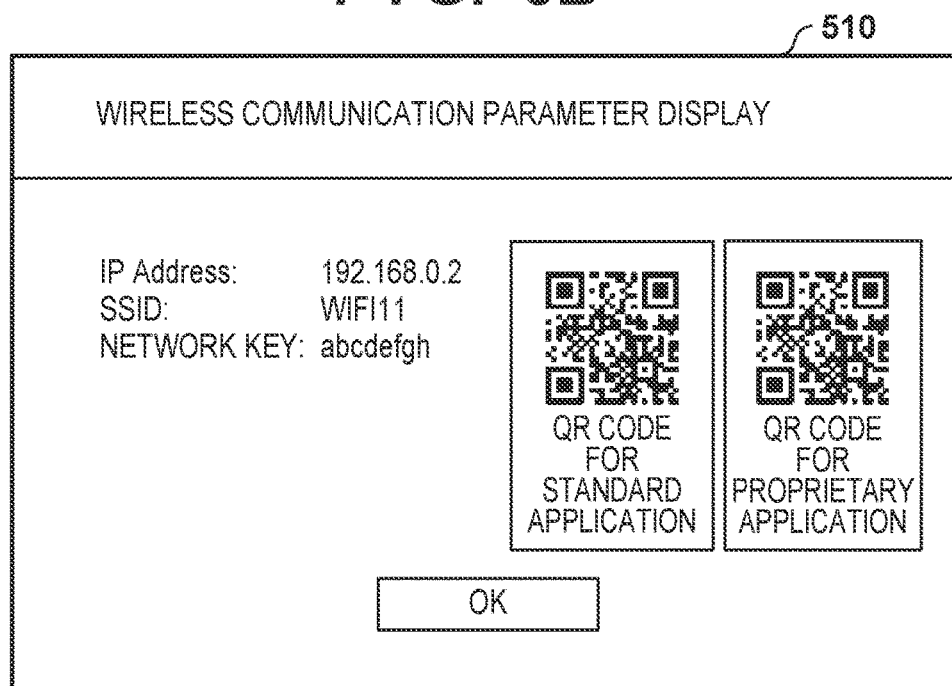 510
WIRELESS COMMUNICATION PARAMETER DISPLAY
IP Address: 192.168.0.2
SSID: WIFI11
NETWORK KEY: abcdefgh
QR CODE
FOR
STANDARD
APPLICATION
QR CODE
FOR
PROPRIETARY
APPLICATION
OK